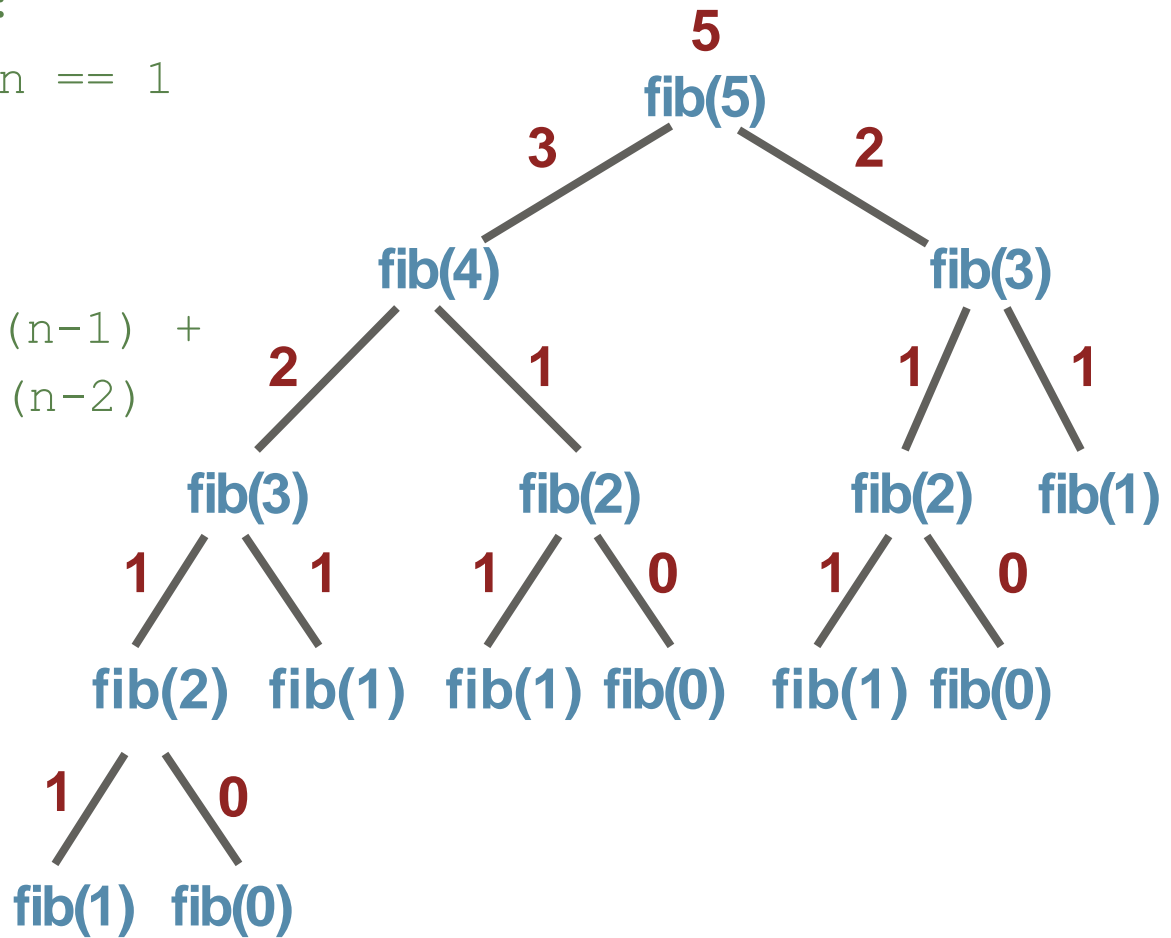 :
5
n == 1
fib(5)
3 2
fib(4) fib(3)
(n-1) +
2 1 1 1
(n-2)
fib(3) fib(2) fib(2) fib(1)
1 1 1 0 1 0
fib(2) fib(1) fib(1) fib(0) fib(1) fib(0)
1 0
fib(1) fib(0)